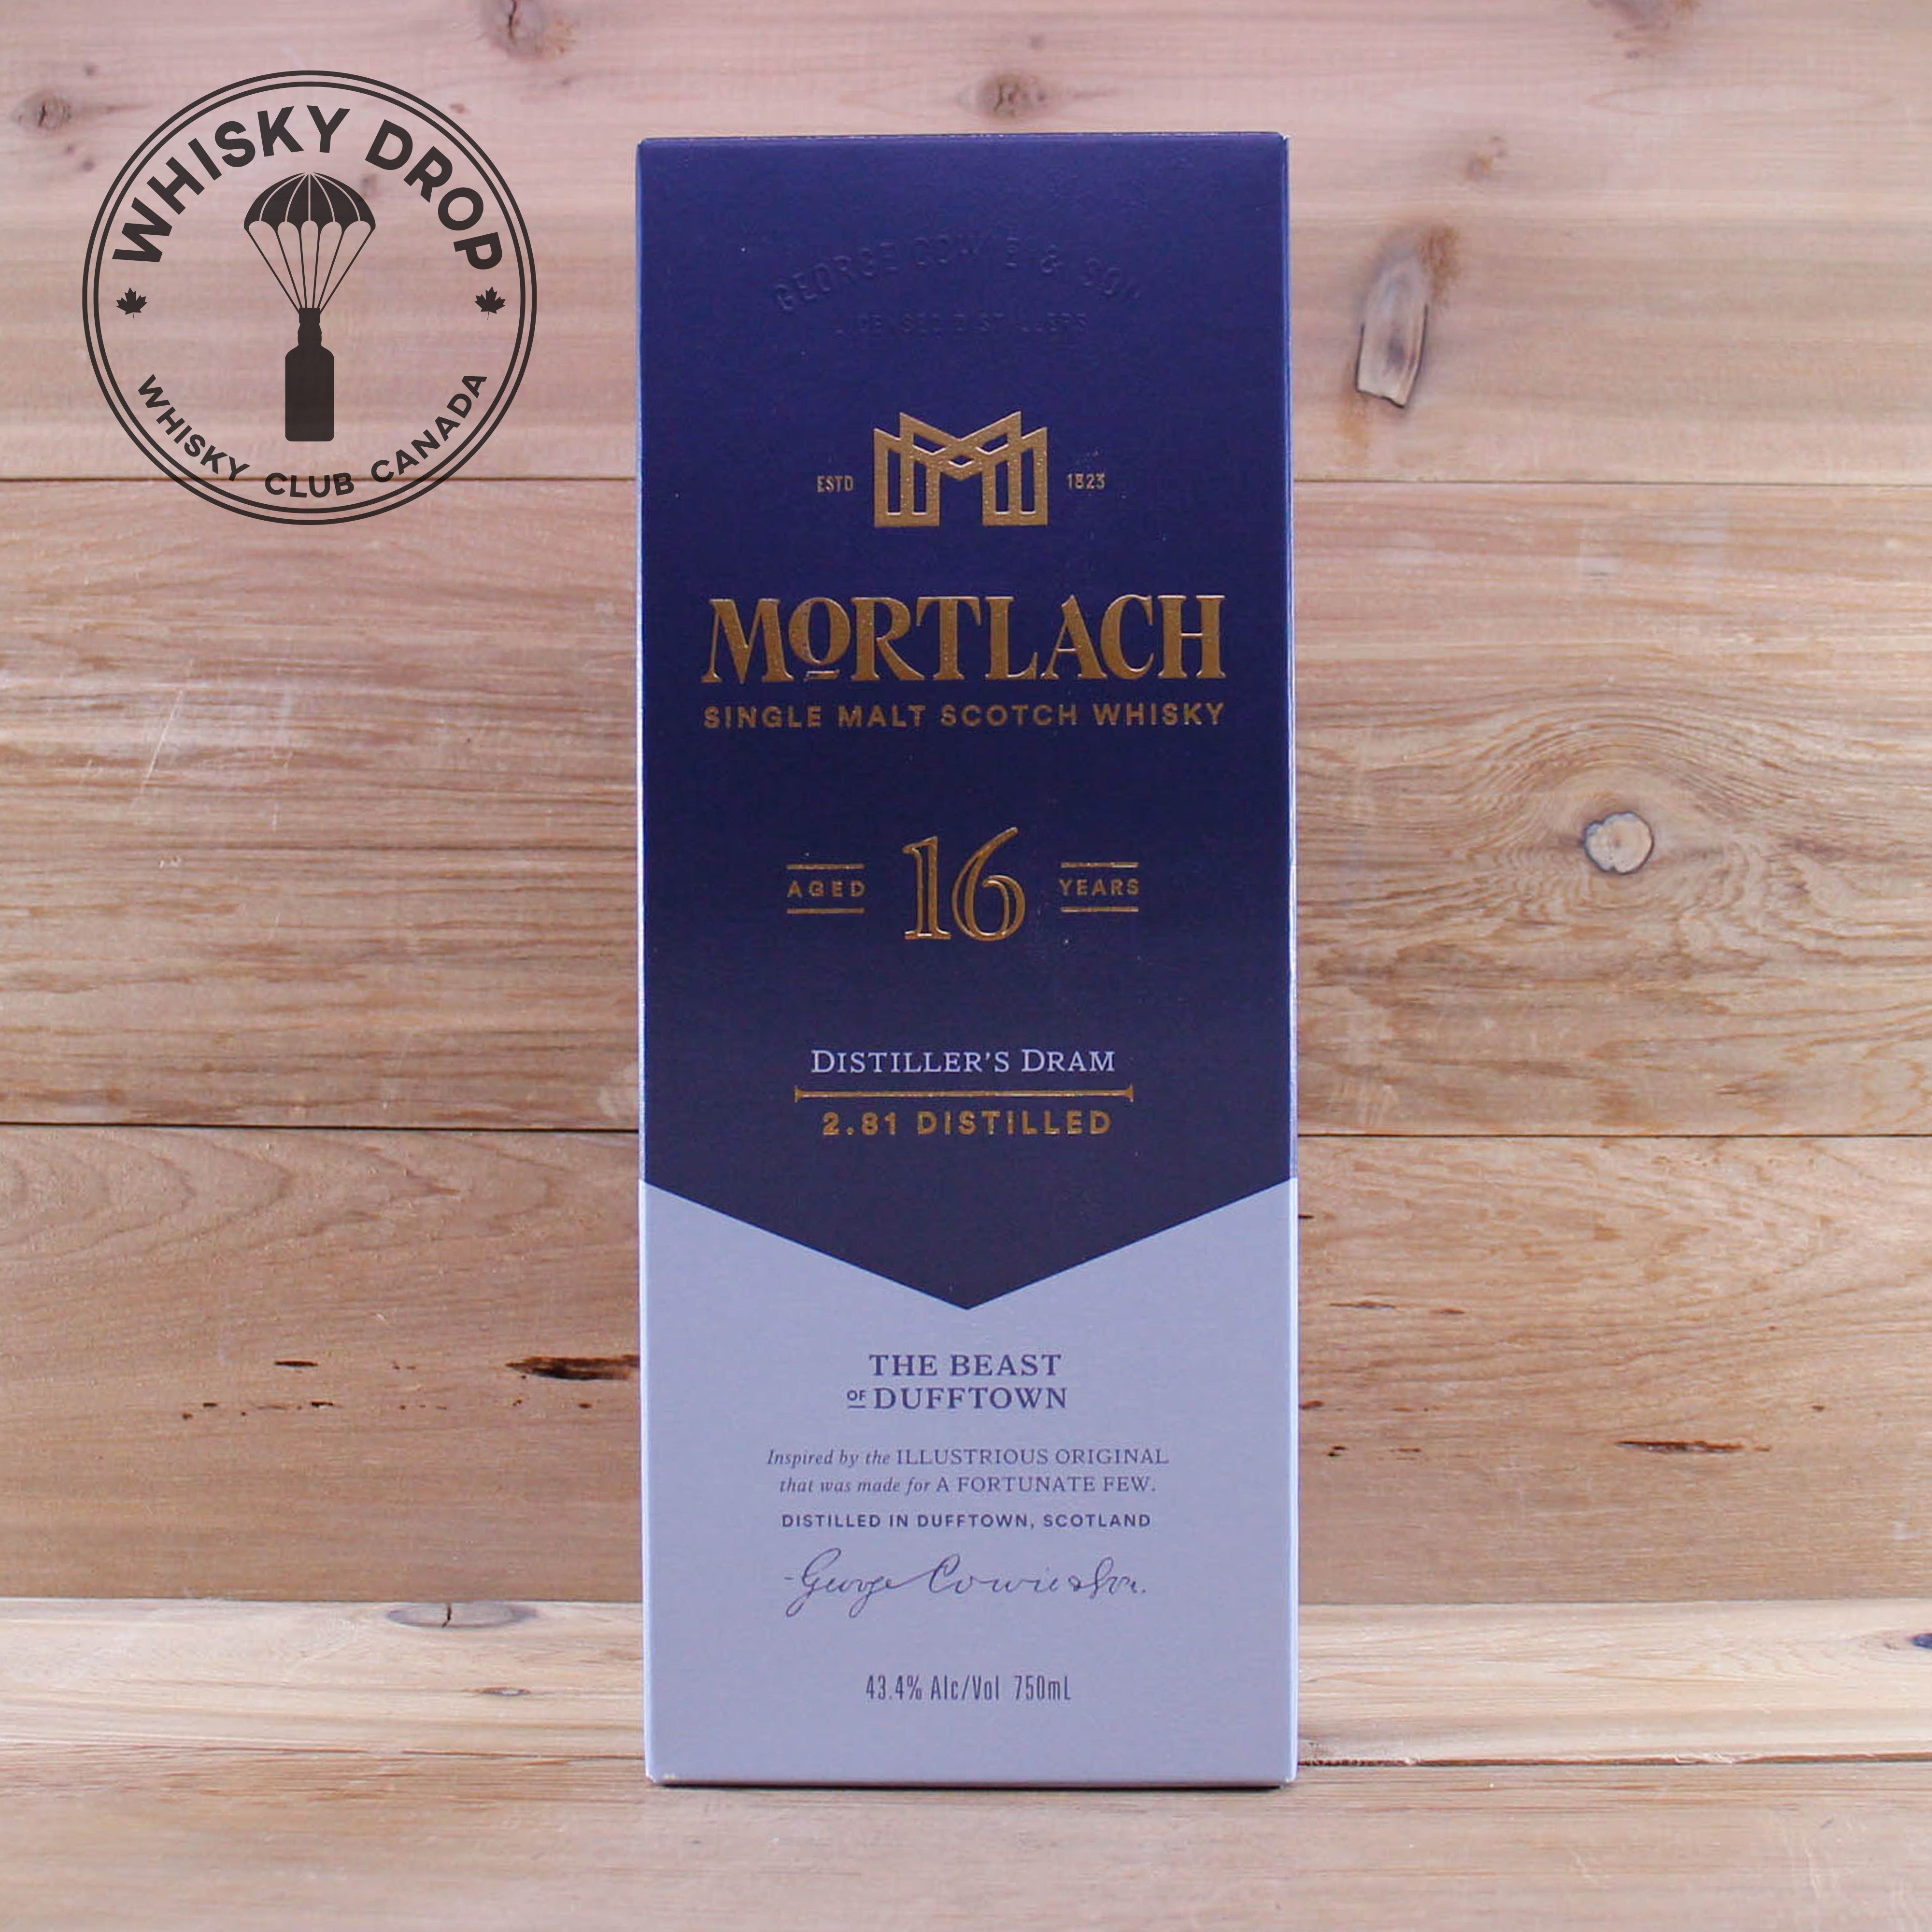 WHISKY DROP
WHISKY CLUB CANADA
GEORGE COWIE & SON
LICENSED DISTILLERS
ESTD 1823
MORTLACH
SINGLE MALT SCOTCH WHISKY
AGED 16 YEARS
DISTILLER'S DRAM
2.81 DISTILLED
THE BEAST
OF DUFFTOWN
Inspired by the ILLUSTRIOUS ORIGINAL
that was made for A FORTUNATE FEW.
DISTILLED IN DUFFTOWN, SCOTLAND
-George Cowie & Son.
43.4% Alc/Vol 750mL